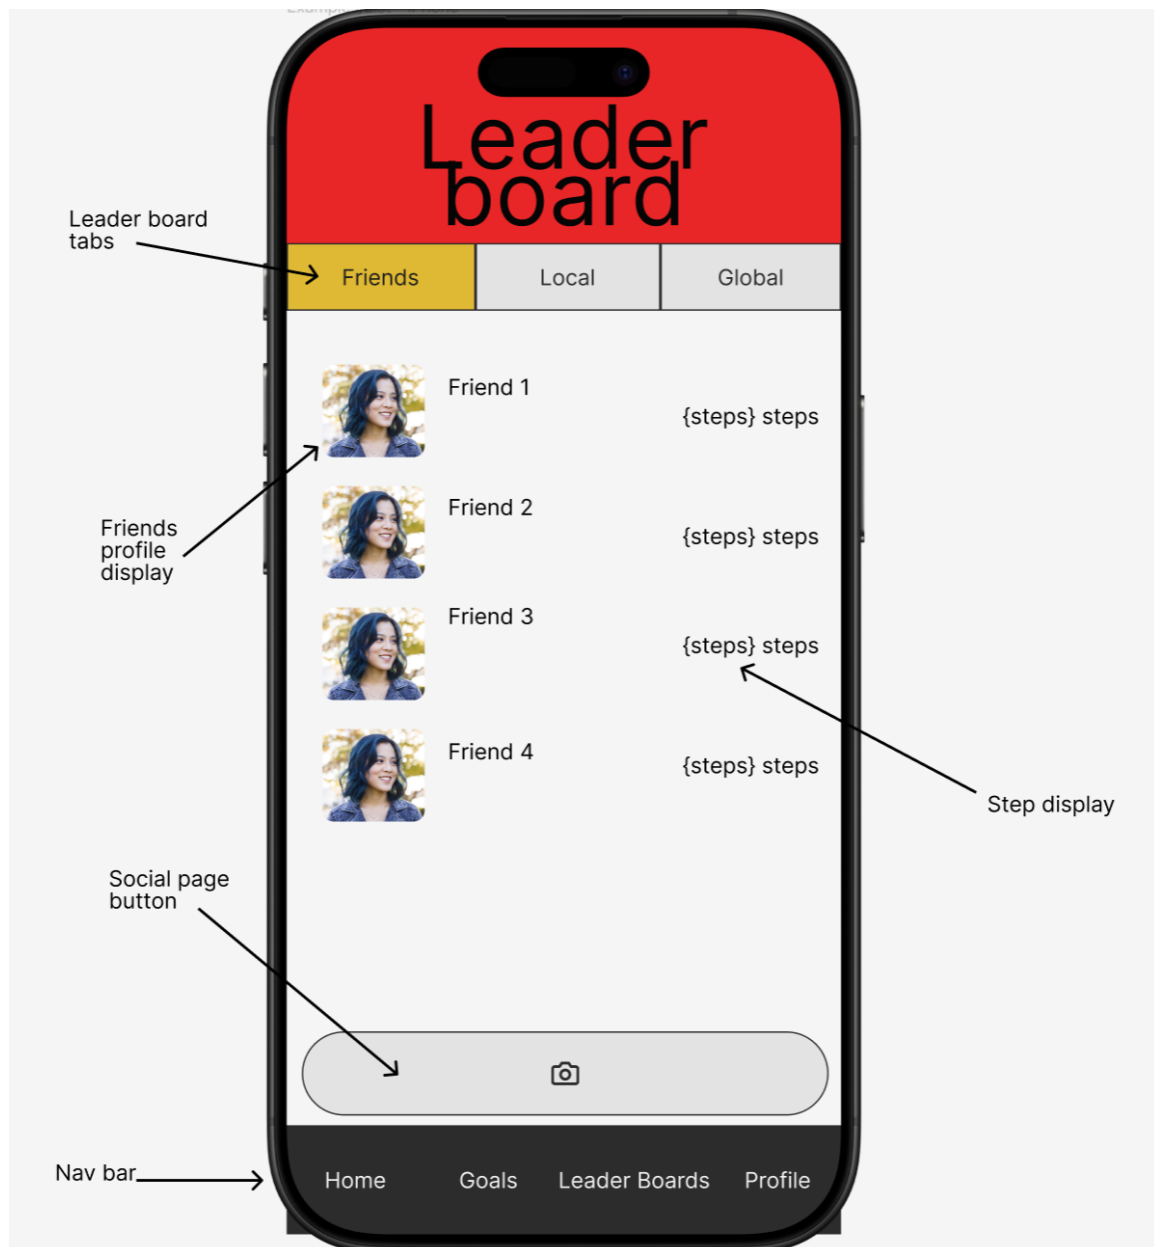 Leader
board
Leader board
tabs
Friends
Local
Global
Friend 1
{steps} steps
Friend 2
{steps} steps
Friends
profile
display
Friend 3
{steps} steps
Friend 4
{steps} steps
Step display
Social page
button
Nav bar
Home
Goals
Leader Boards
Profile